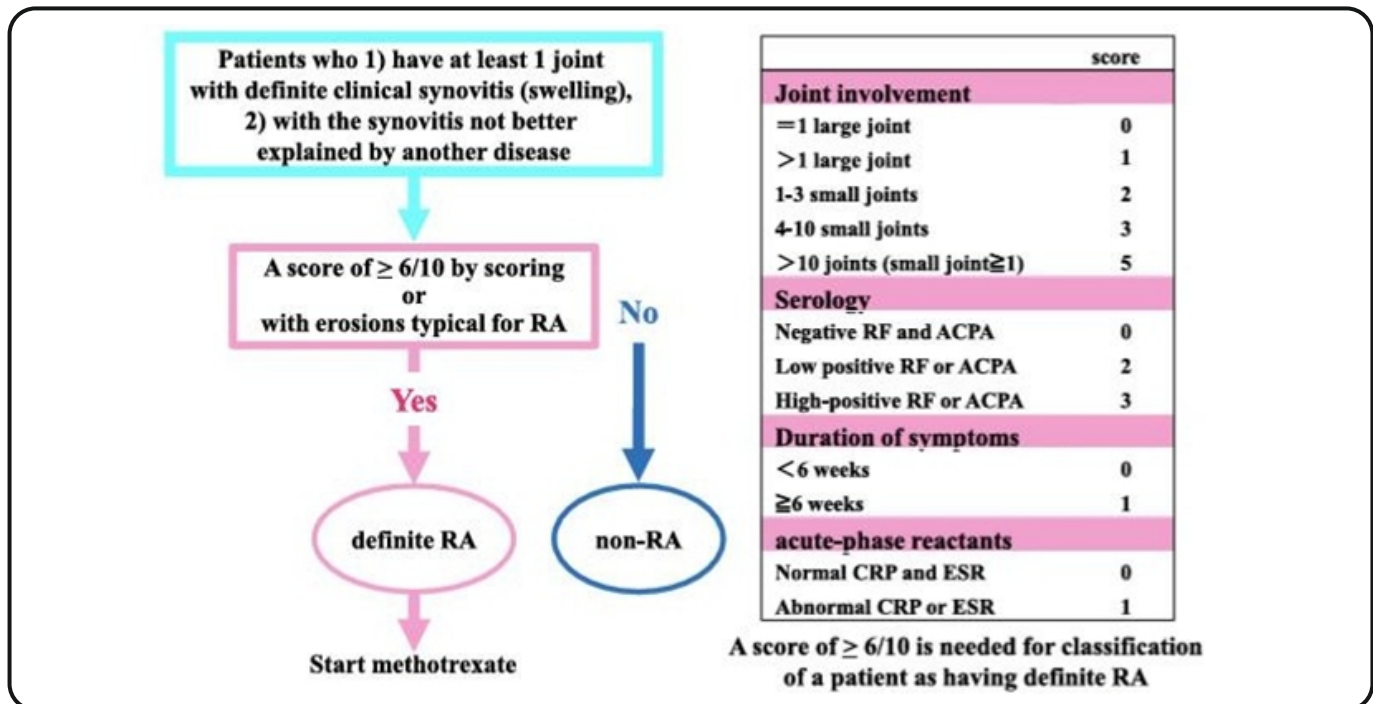 Patients who 1) have at least 1 joint
with definite clinical synovitis (swelling),
2) with the synovitis not better
explained by another disease
A score of ≥ 6/10 by scoring
or
with erosions typical for RA
No
Yes
definite RA
non-RA
Start methotrexate
score
Joint involvement
＝1 large joint 0
＞1 large joint 1
1-3 small joints 2
4-10 small joints 3
＞10 joints (small joint≧1) 5
Serology
Negative RF and ACPA 0
Low positive RF or ACPA 2
High-positive RF or ACPA 3
Duration of symptoms
＜6 weeks 0
≧6 weeks 1
acute-phase reactants
Normal CRP and ESR 0
Abnormal CRP or ESR 1
A score of ≥ 6/10 is needed for classification
of a patient as having definite RA